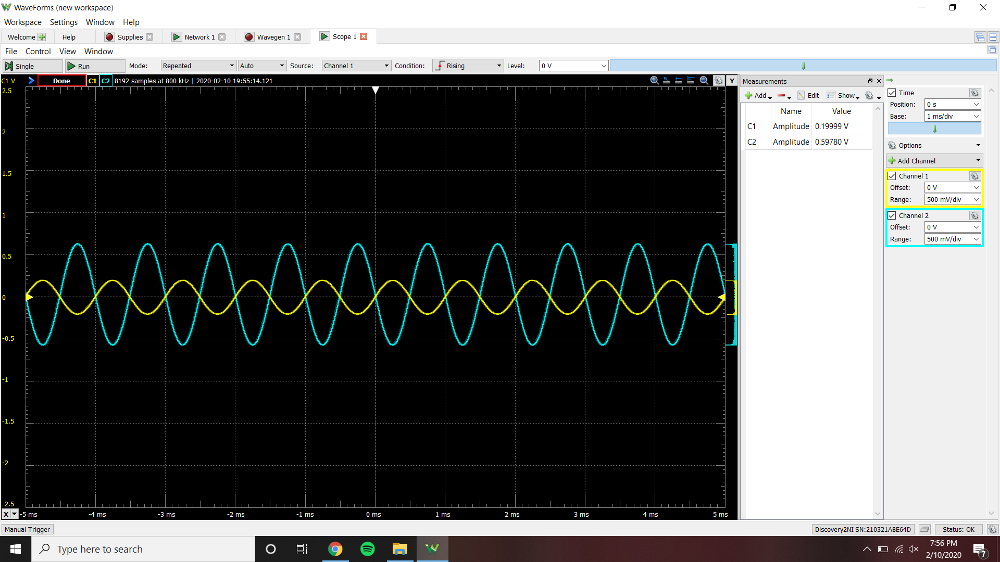 WaveForms (new workspace)
Workspace Settings Window Help
Welcome Help Supplies Network 1 Wavegen 1 Scope 1
File Control View Window
Single Run Mode: Repeated Auto Source: Channel 1 Condition: Rising Level: 0 V
C1 V Done C1 C2 8192 samples at 800 kHz | 2020-02-10 19:55:14.121 Y
2.5
2
1.5
1
0.5
0
-0.5
-1
-1.5
-2
-2.5
X -5 ms -4 ms -3 ms -2 ms -1 ms 0 ms 1 ms 2 ms 3 ms 4 ms 5 ms
Measurements
Add Edit Show
Name Value
C1 Amplitude 0.19999 V
C2 Amplitude 0.59780 V
Time
Position: 0 s
Base: 1 ms/div
Options
Add Channel
Channel 1
Offset: 0 V
Range: 500 mV/div
Channel 2
Offset: 0 V
Range: 500 mV/div
Manual Trigger Discovery2NI SN:210321ABE64D Status: OK
Type here to search
7:56 PM
2/10/2020
7